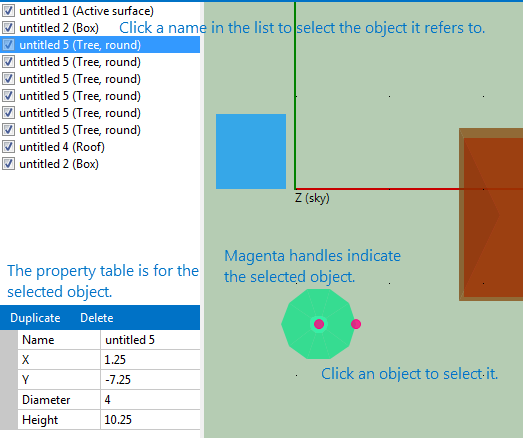 untitled 1 (Active surface)
untitled 2 (Box)
Click a name in the list to select the object it refers to.
untitled 5 (Tree, round)
untitled 5 (Tree, round)
untitled 5 (Tree, round)
untitled 5 (Tree, round)
untitled 5 (Tree, round)
untitled 5 (Tree, round)
untitled 4 (Roof)
untitled 2 (Box)
Z (sky)
Magenta handles indicate
the selected object.
The property table is for the
selected object.
Duplicate Delete
Name untitled 5
X 1.25
Y -7.25
Diameter 4
Height 10.25
Click an object to select it.